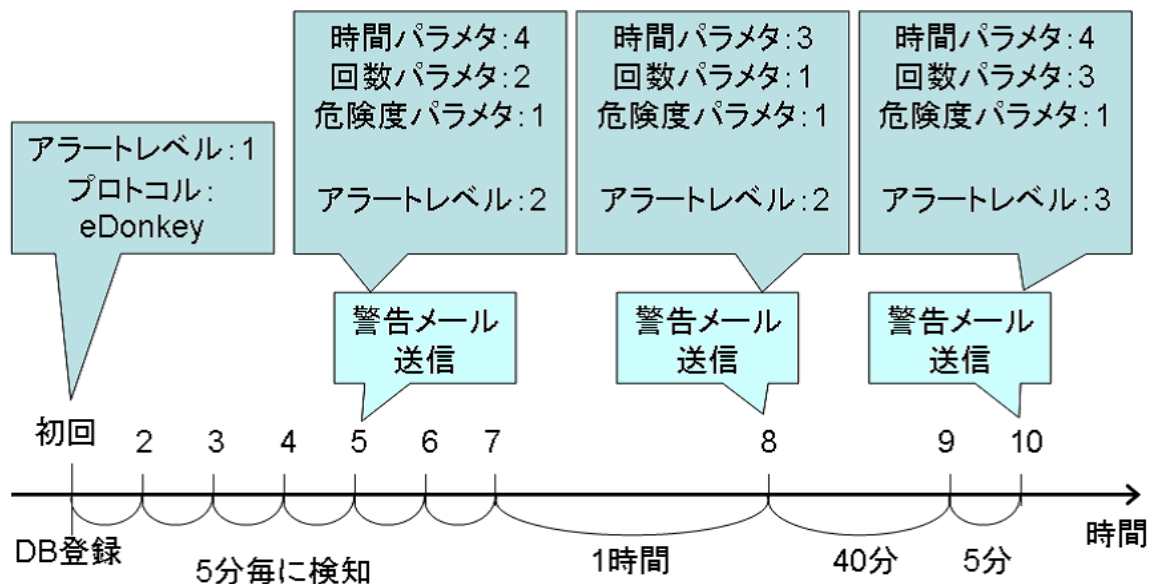 アラートレベル:1
プロトコル:
eDonkey
時間パラメタ:4
回数パラメタ:2
危険度パラメタ:1
アラートレベル:2
時間パラメタ:3
回数パラメタ:1
危険度パラメタ:1
アラートレベル:2
時間パラメタ:4
回数パラメタ:3
危険度パラメタ:1
アラートレベル:3
警告メール
送信
警告メール
送信
警告メール
送信
初回 2 3 4 5 6 7 8 9 10
DB登録
5分毎に検知
1時間
40分
5分
時間